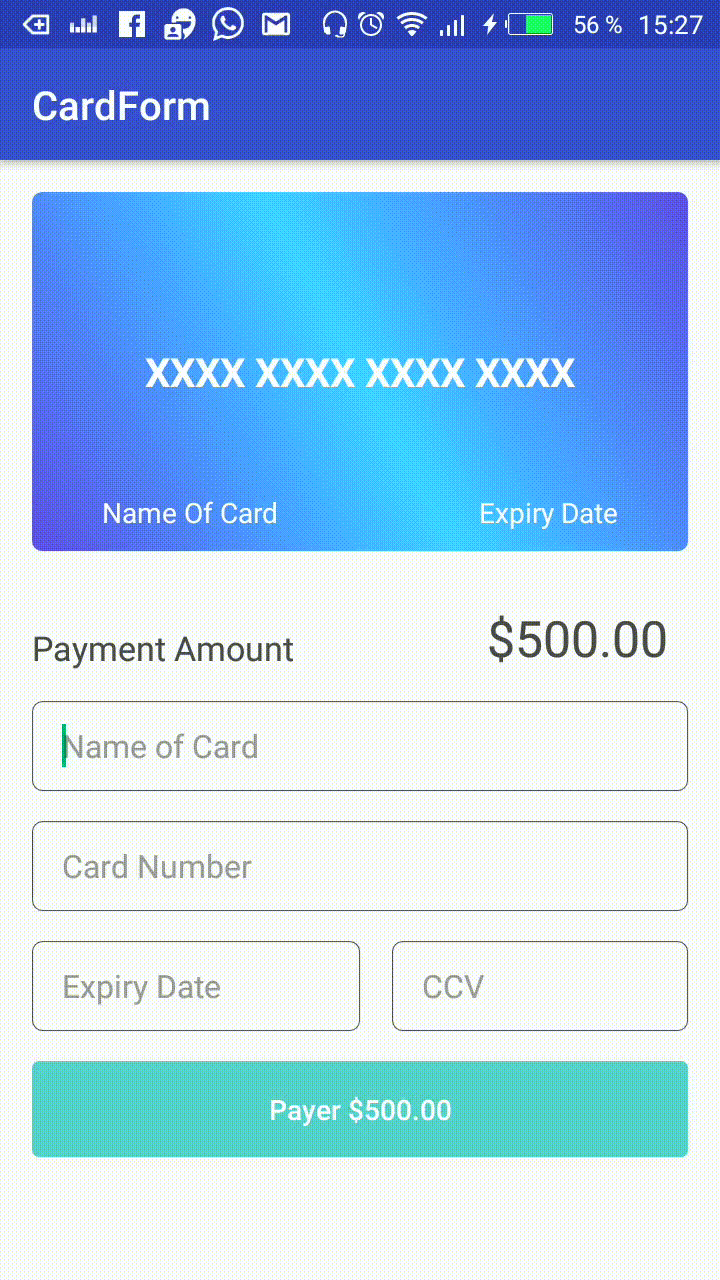 56 % 15:27
CardForm
XXXX XXXX XXXX XXXX
Name Of Card Expiry Date
Payment Amount $500.00
Name of Card
Card Number
Expiry Date CCV
Payer $500.00